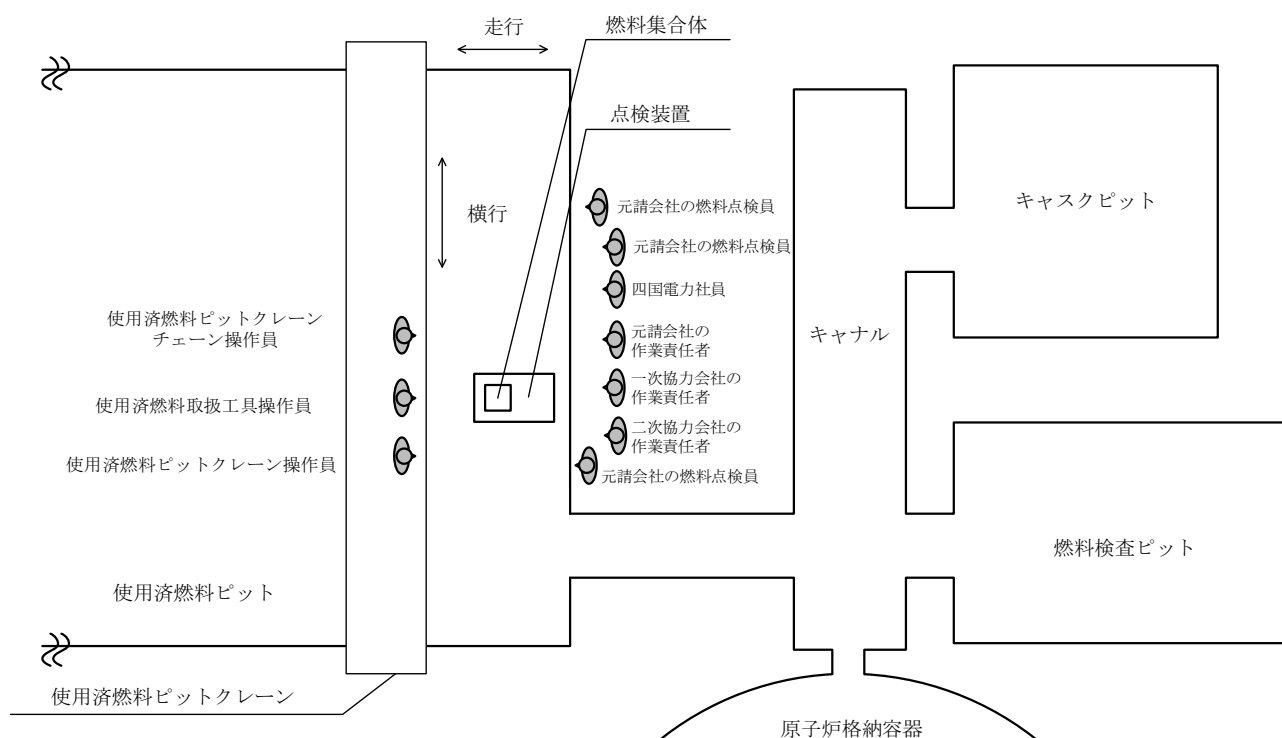 走行
燃料集合体
点検装置
横行
元請会社の燃料点検員
元請会社の燃料点検員
四国電力社員
元請会社の
作業責任者
一次協力会社の
作業責任者
二次協力会社の
作業責任者
元請会社の燃料点検員
使用済燃料ピットクレーン
チェーン操作員
使用済燃料取扱工具操作員
使用済燃料ピットクレーン操作員
キャナル
キャスクピット
燃料検査ピット
使用済燃料ピット
使用済燃料ピットクレーン
原子炉格納容器